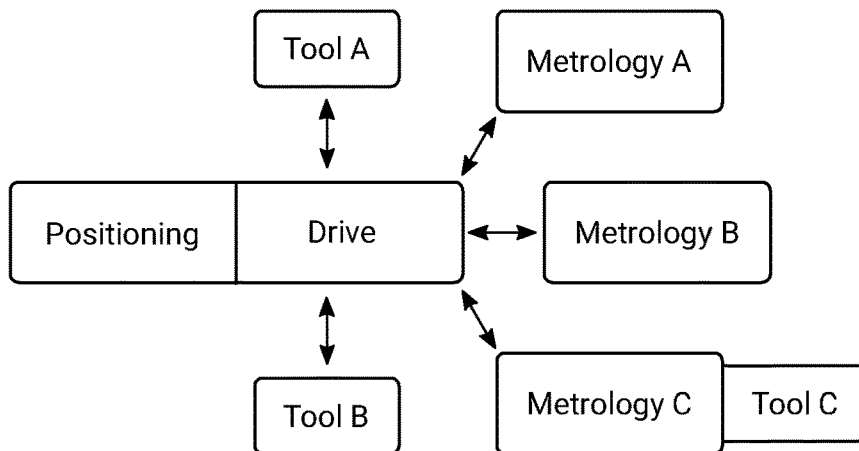 Tool A
Metrology A
Positioning
Drive
Metrology B
Tool B
Metrology C
Tool C